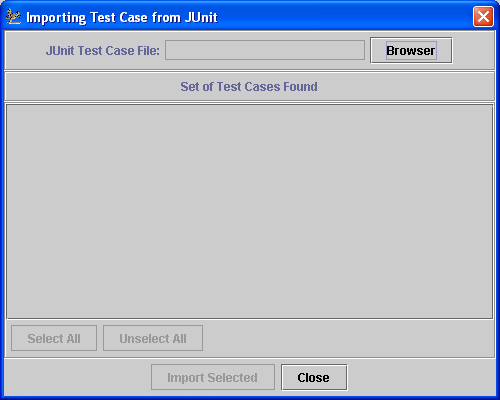 Importing Test Case from JUnit
JUnit Test Case File: Browser
Set of Test Cases Found
Select All Unselect All
Import Selected Close